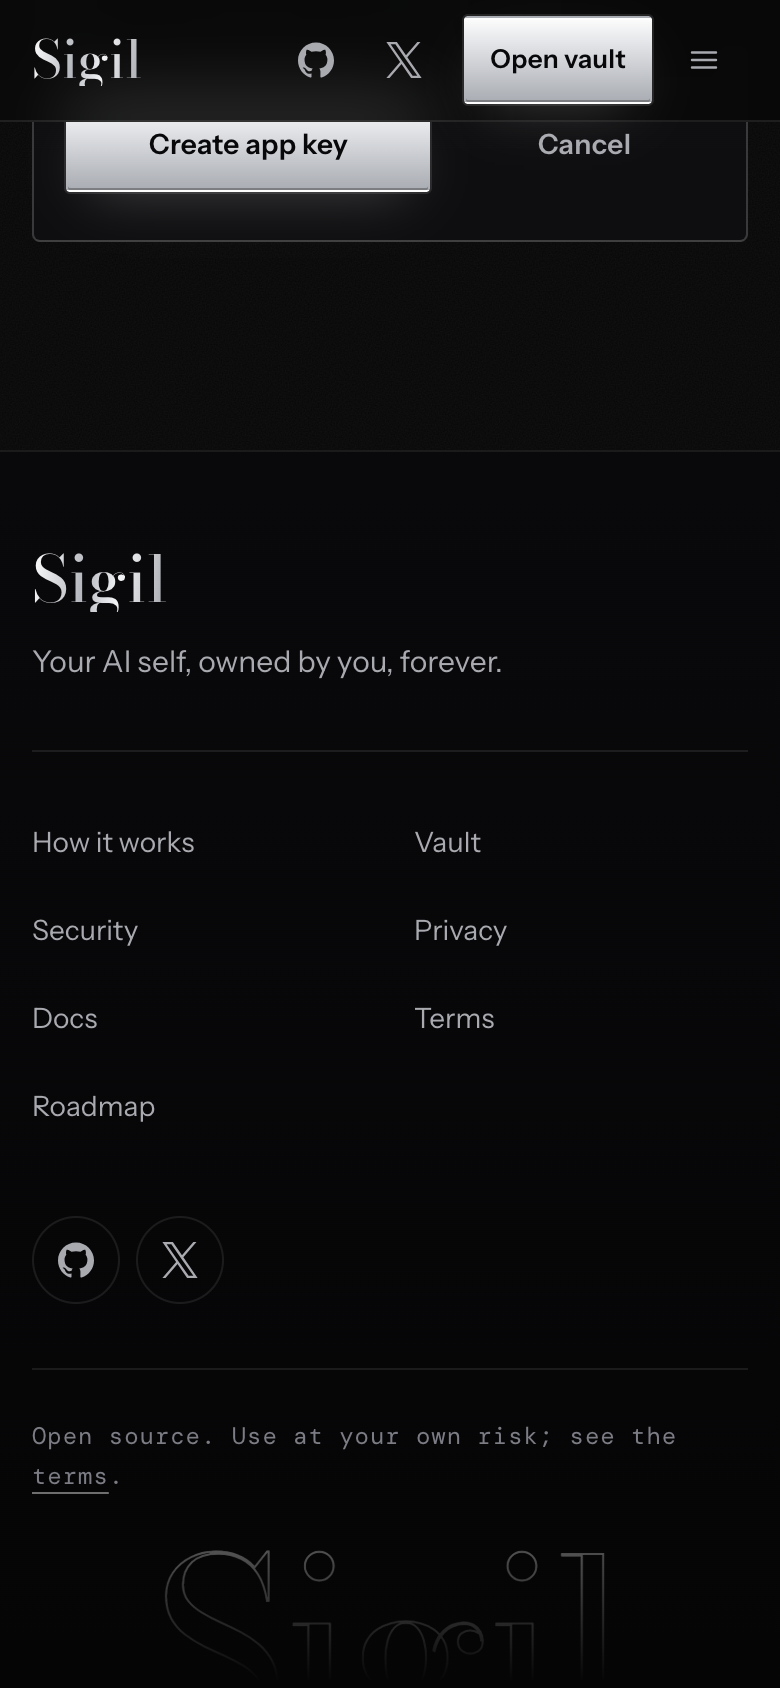 Sigil
Open vault
Create app key
Cancel
Sigil
Your AI self, owned by you, forever.
How it works
Vault
Security
Privacy
Docs
Terms
Roadmap
Open source. Use at your own risk; see the
terms.
Sigil